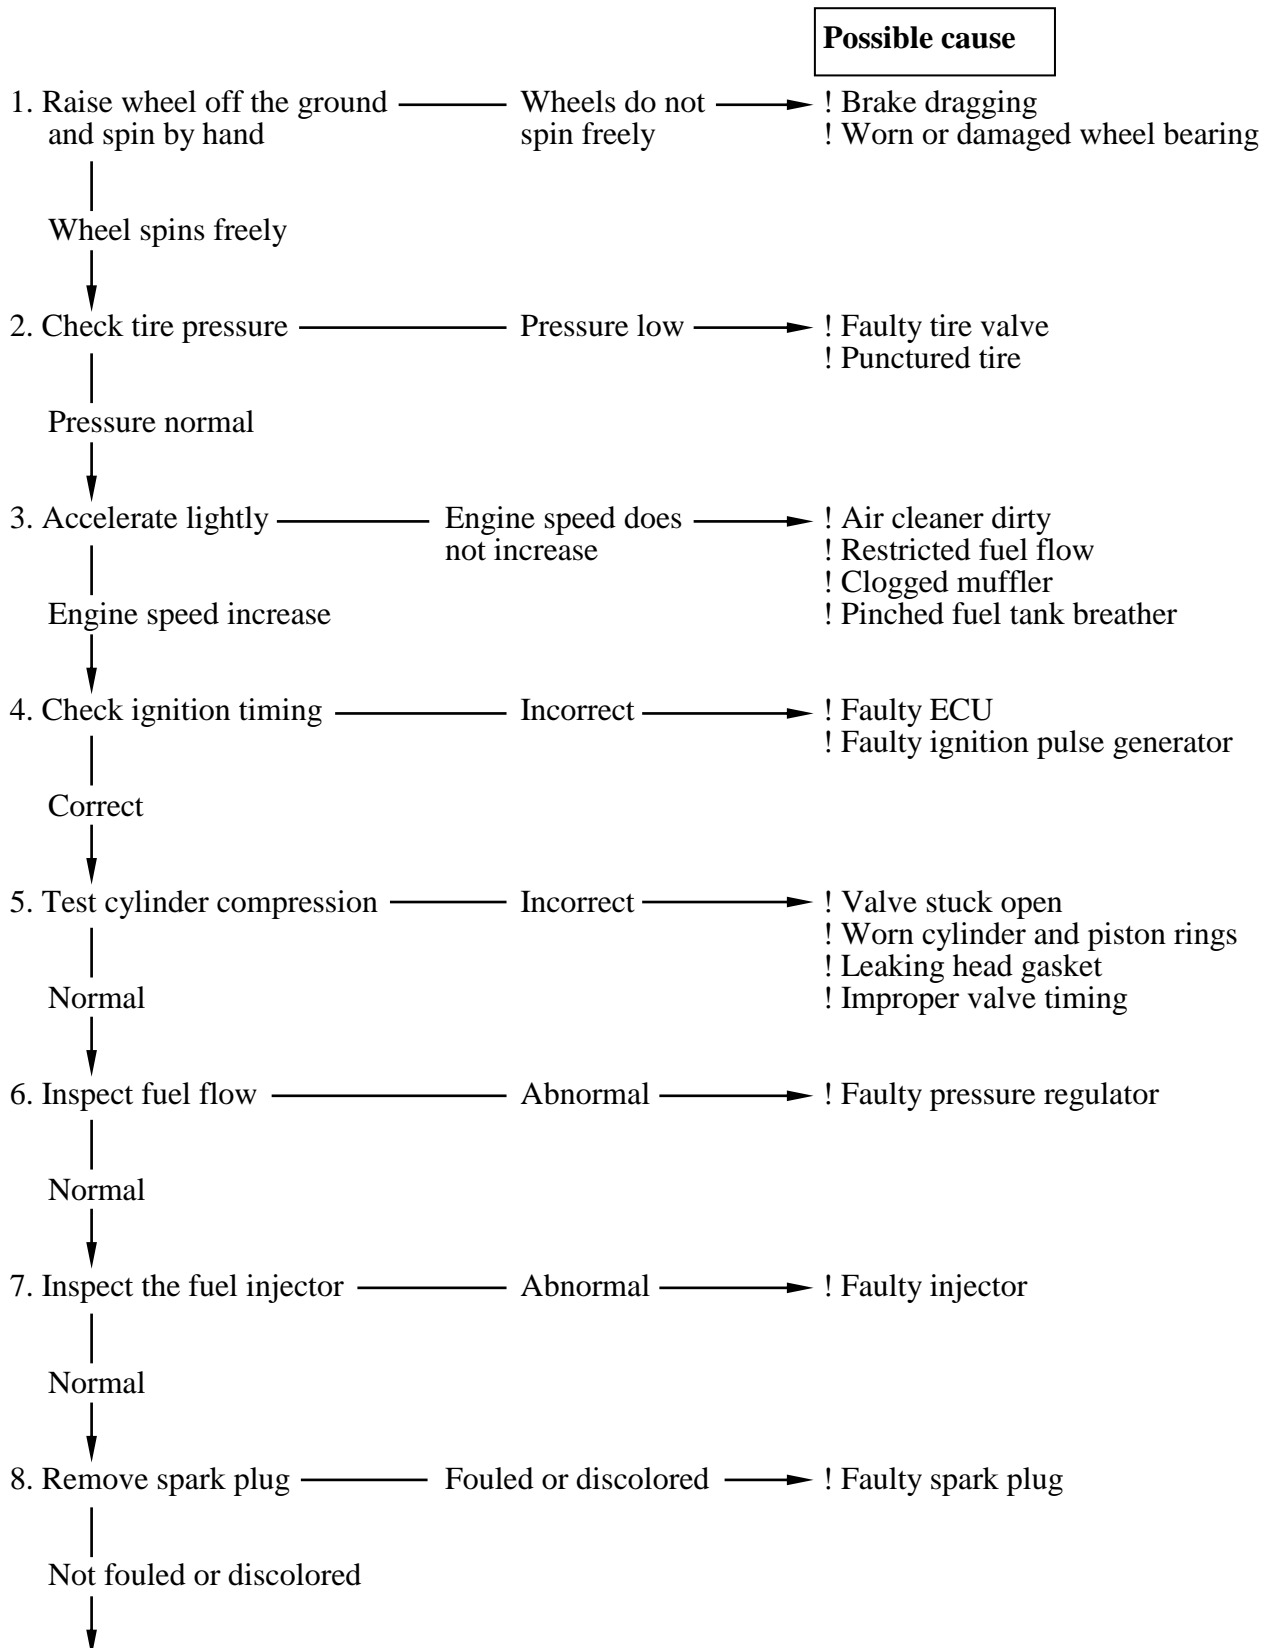 Possible cause
1. Raise wheel off the ground Wheels do not ! Brake dragging
and spin by hand spin freely ! Worn or damaged wheel bearing
Wheel spins freely
2. Check tire pressure Pressure low ! Faulty tire valve
! Punctured tire
Pressure normal
3. Accelerate lightly Engine speed does ! Air cleaner dirty
not increase ! Restricted fuel flow
! Clogged muffler
Engine speed increase ! Pinched fuel tank breather
4. Check ignition timing Incorrect ! Faulty ECU
! Faulty ignition pulse generator
Correct
5. Test cylinder compression Incorrect ! Valve stuck open
! Worn cylinder and piston rings
! Leaking head gasket
Normal ! Improper valve timing
6. Inspect fuel flow Abnormal ! Faulty pressure regulator
Normal
7. Inspect the fuel injector Abnormal ! Faulty injector
Normal
8. Remove spark plug Fouled or discolored ! Faulty spark plug
Not fouled or discolored